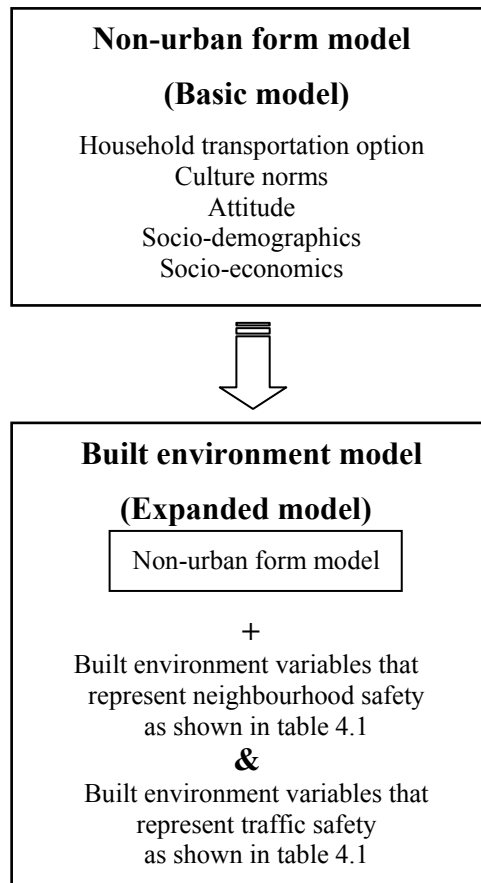 Non-urban form model
(Basic model)
Household transportation option
Culture norms
Attitude
Socio-demographics
Socio-economics
Built environment model
(Expanded model)
Non-urban form model
+
Built environment variables that
represent neighbourhood safety
as shown in table 4.1
&
Built environment variables that
represent traffic safety
as shown in table 4.1